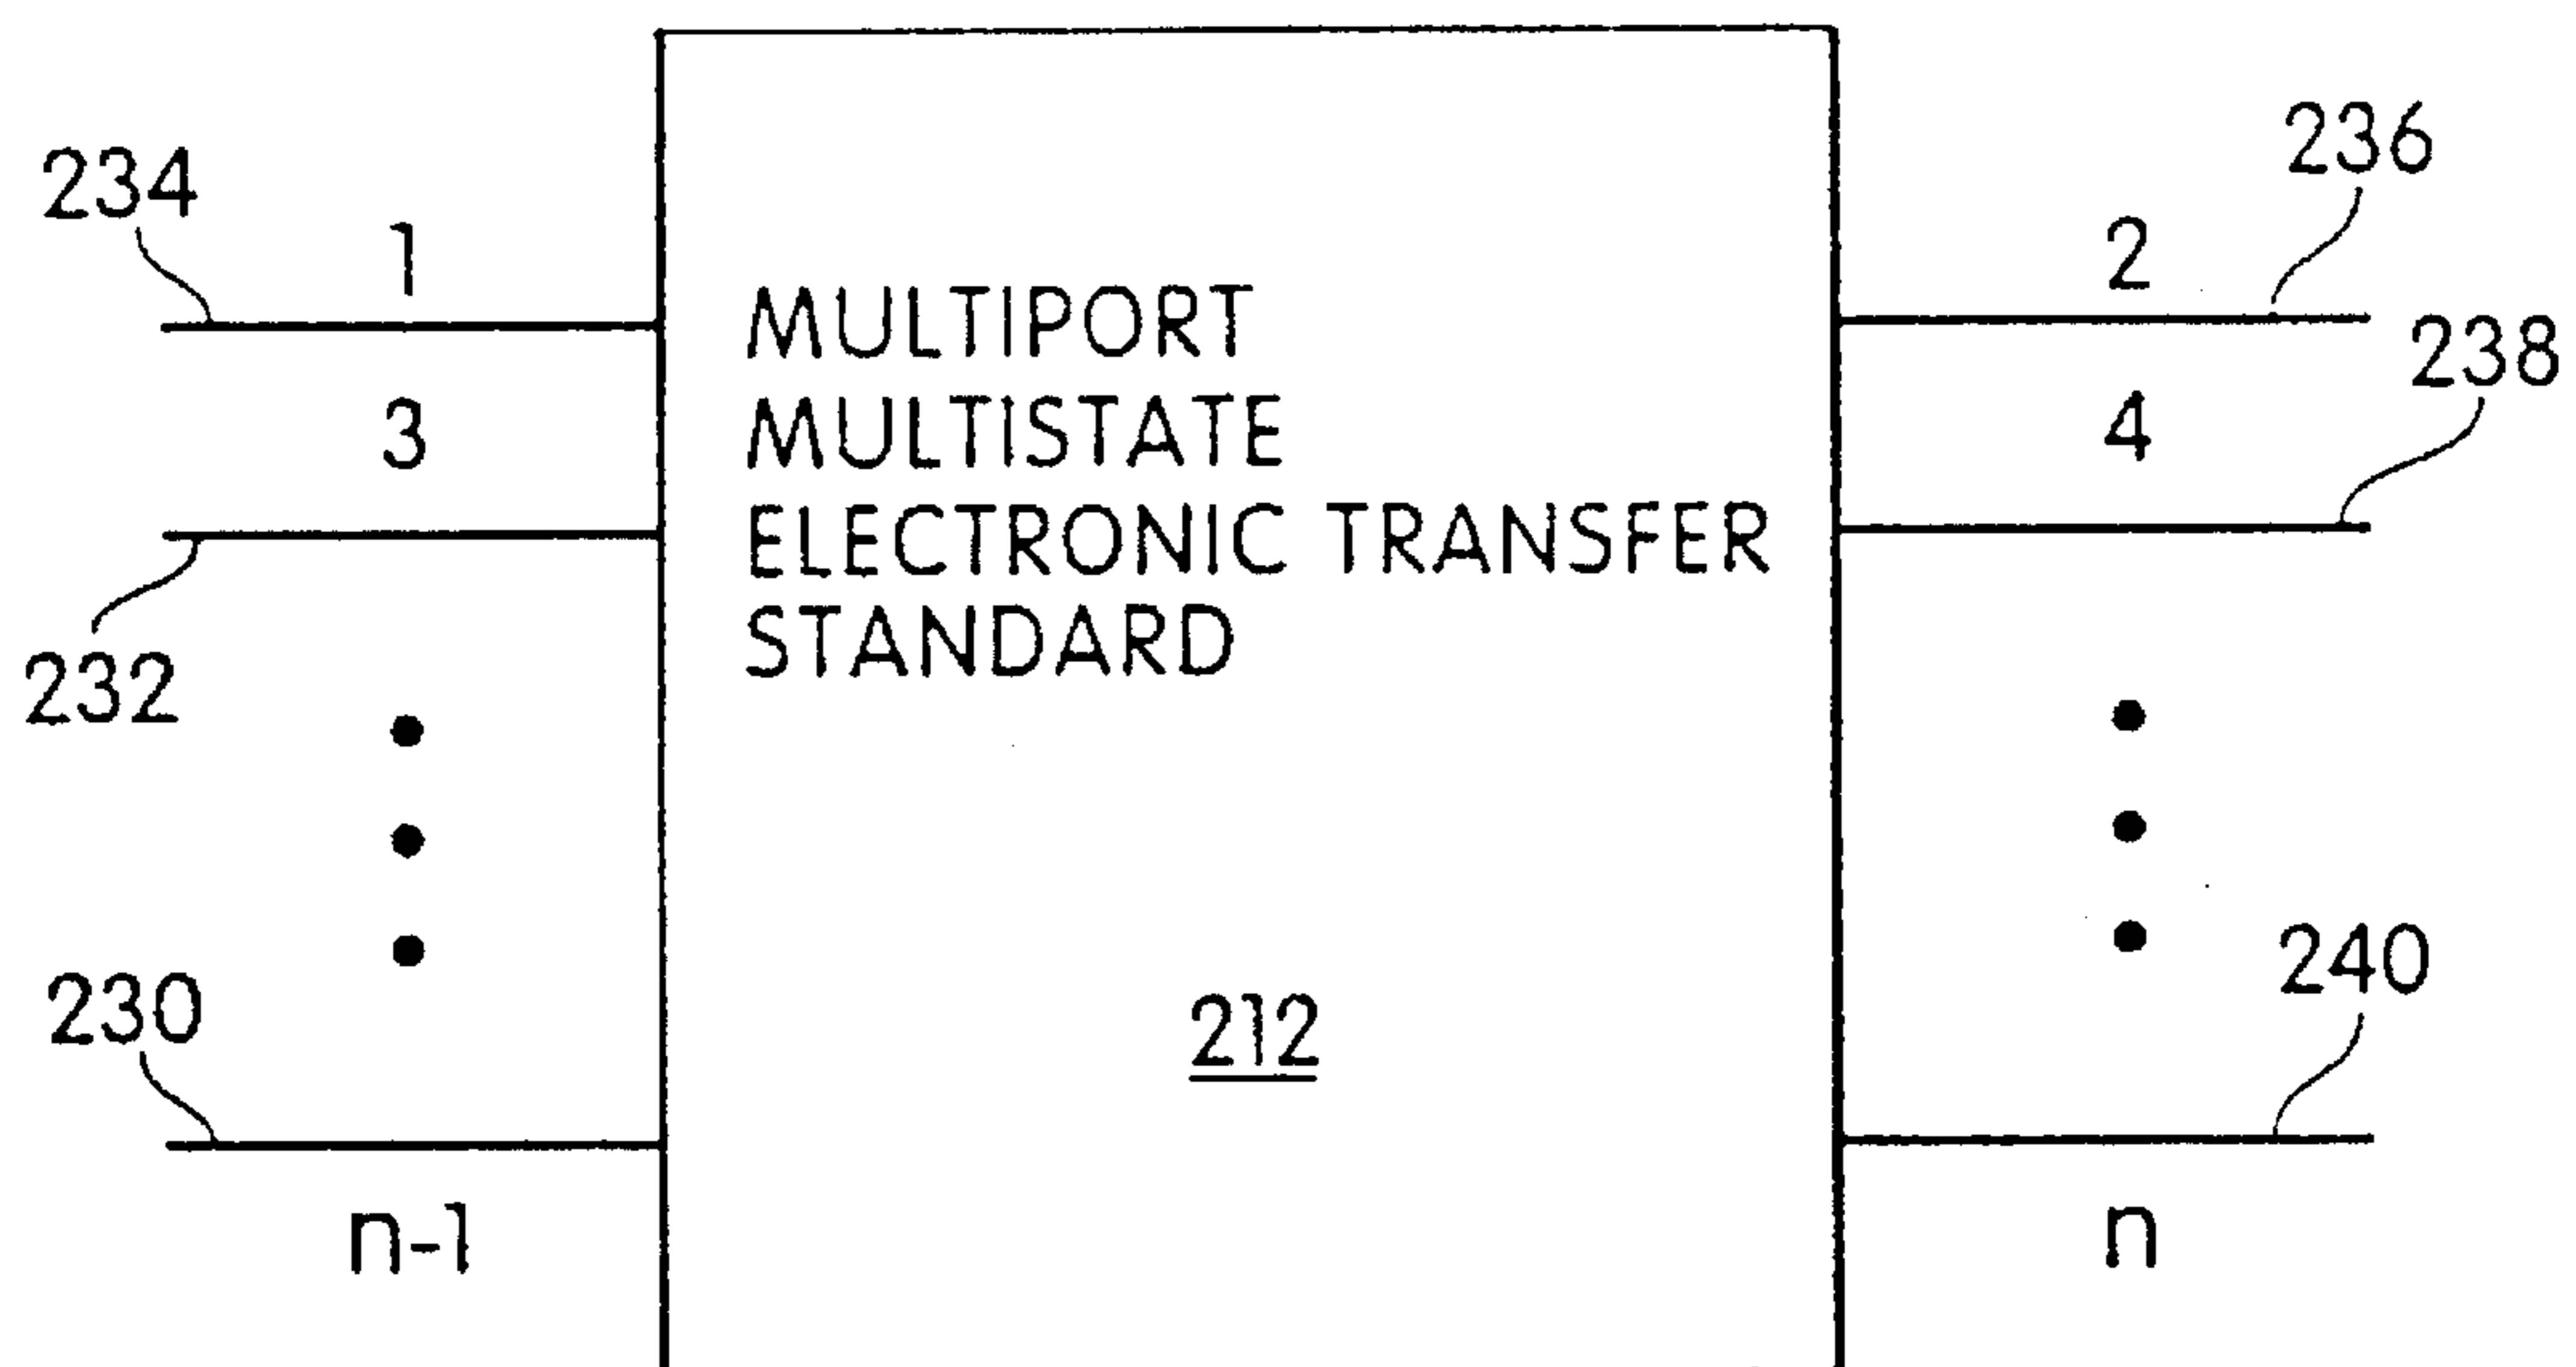 234
1
3
232
230
n-1
MULTIPORT
MULTISTATE
ELECTRONIC TRANSFER
STANDARD
212
236
2
238
4
240
n